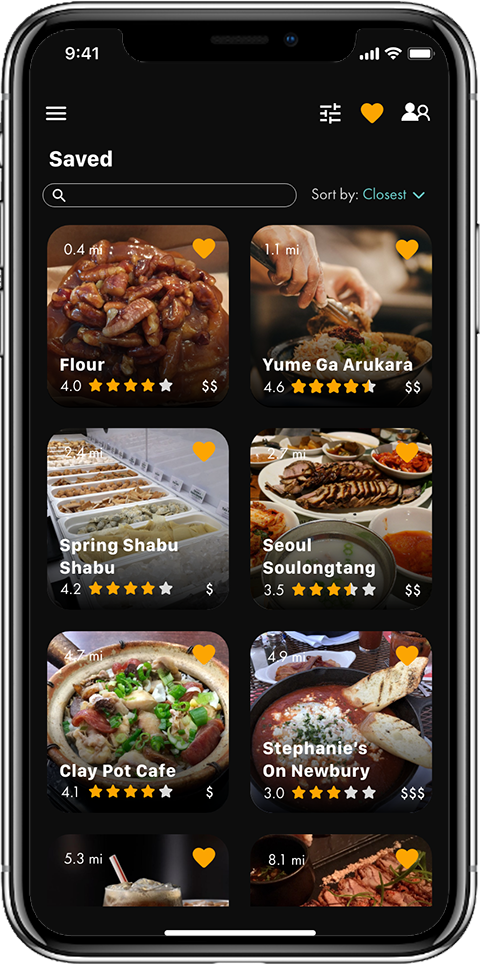 9:41
Saved
Sort by: Closest
0.4 mi
Flour
4.0 $$
1.1 mi
Yume Ga Arukara
4.6 $$
2.4 mi
Spring Shabu
Shabu
4.2 $
2.7 mi
Seoul
Soulongtang
3.5 $$
4.7 mi
Clay Pot Cafe
4.1 $
4.9 mi
Stephanie's
On Newbury
3.0 $$$
5.3 mi
8.1 mi